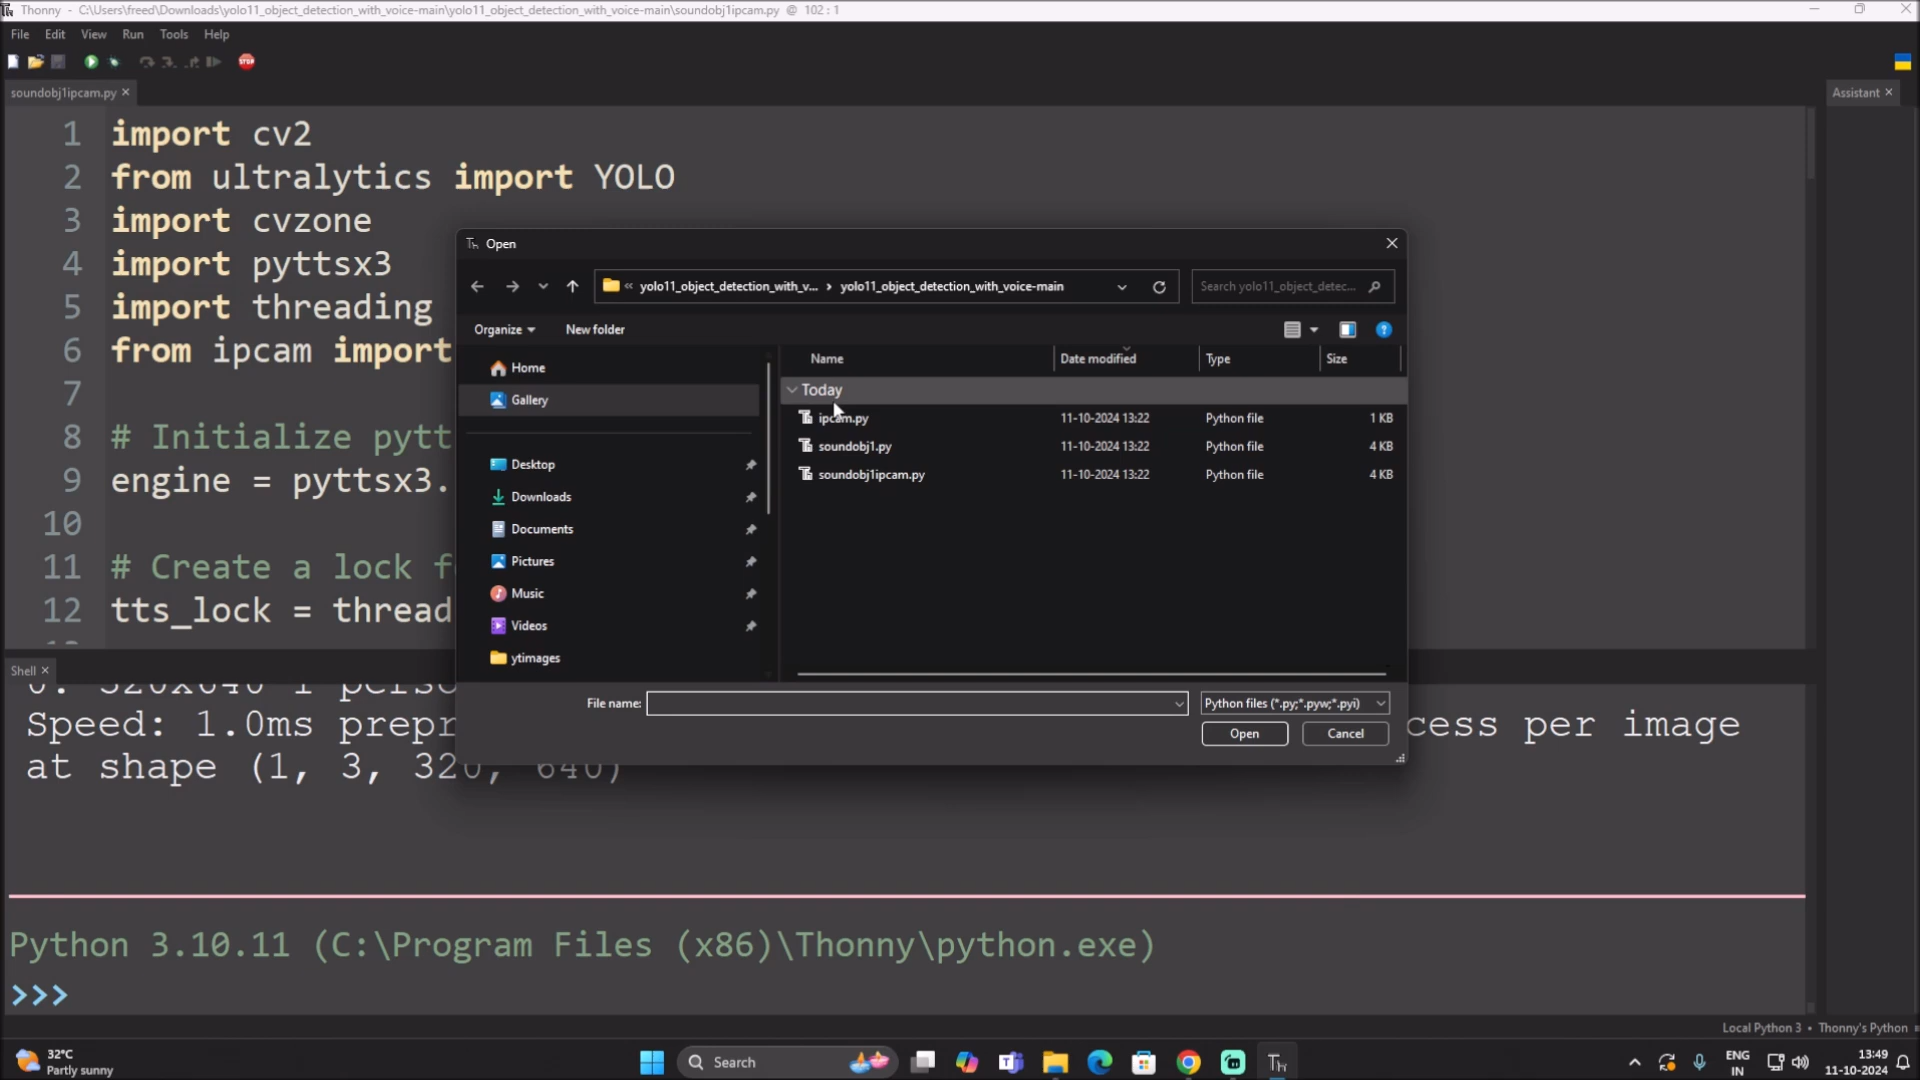 Thonny - C:\Users\freed\Downloads\yolo11_object_detection_with_voice-main\yolo11_object_detection_with_voice-main\soundobj1ipcam.py @ 102 : 1
File Edit View Run Tools Help
STOP
soundobj1ipcam.py ×
Assistant ×
1 import cv2
2 from ultralytics import YOLO
3 import cvzone
4 import pyttsx3
5 import threading
6 from ipcam import
7
8 # Initialize pytt
9 engine = pyttsx3.
10
11 # Create a lock f
12 tts_lock = thread
Open
« yolo11_object_detection_with_v... › yolo11_object_detection_with_voice-main
Search yolo11_object_detec...
Organize New folder
Home
Gallery
Desktop
Downloads
Documents
Pictures
Music
Videos
ytimages
Name Date modified Type Size
Today
ipcam.py 11-10-2024 13:22 Python file 1 KB
soundobj1.py 11-10-2024 13:22 Python file 4 KB
soundobj1ipcam.py 11-10-2024 13:22 Python file 4 KB
File name: Python files (*.py;*.pyw;*.pyi)
Open Cancel
Shell ×
0: 320x640 1 perso
Speed: 1.0ms prepr cess per image
at shape (1, 3, 320, 640)
Python 3.10.11 (C:\Program Files (x86)\Thonny\python.exe)
>>>
Local Python 3 • Thonny's Python
32°C
Partly sunny
Search
ENG
IN
13:49
11-10-2024